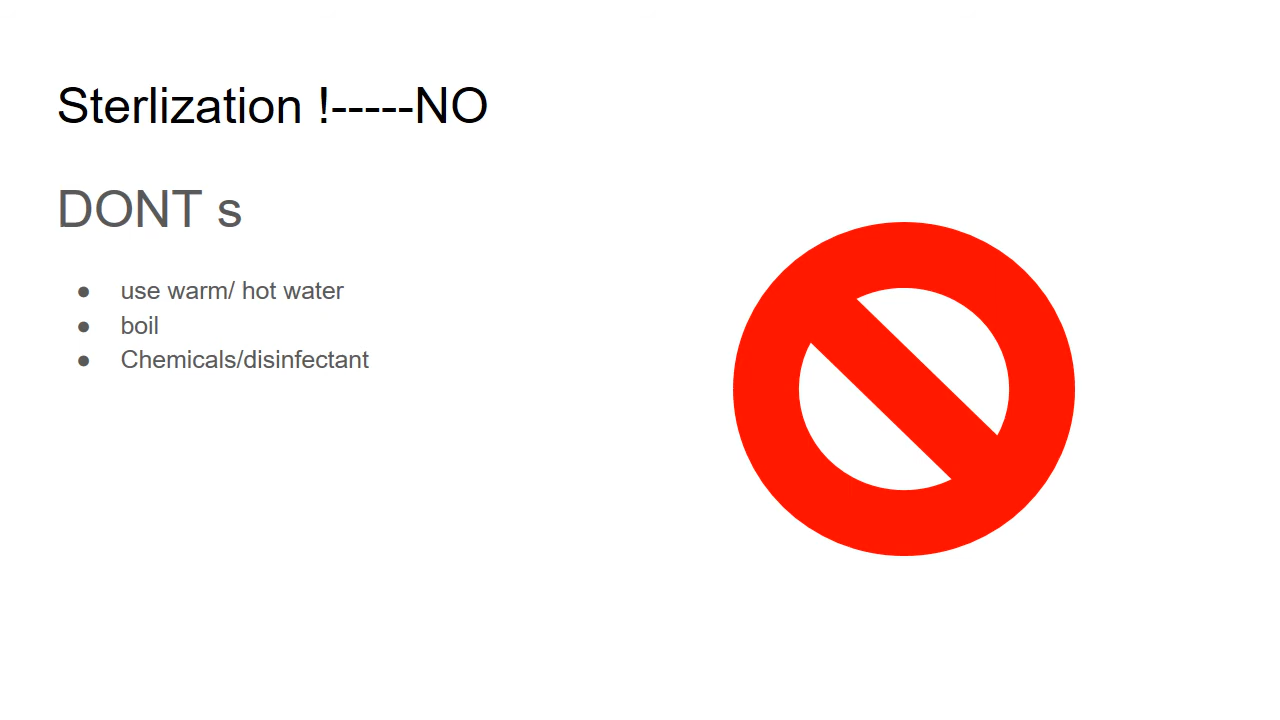 Sterlization !-----NO
DONT s
● use warm/ hot water
● boil
● Chemicals/disinfectant